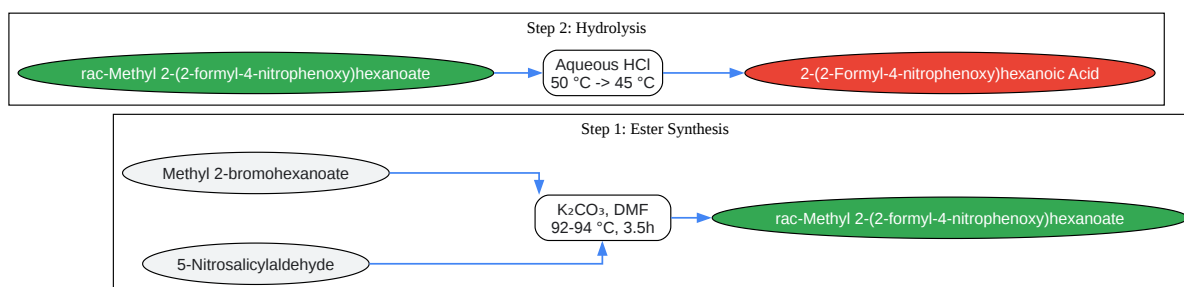 Step 2: Hydrolysis
rac-Methyl 2-(2-formyl-4-nitrophenoxy)hexanoate
Aqueous HCl
50 °C -> 45 °C
2-(2-Formyl-4-nitrophenoxy)hexanoic Acid
Step 1: Ester Synthesis
Methyl 2-bromohexanoate
5-Nitrosalicylaldehyde
K₂CO₃, DMF
92-94 °C, 3.5h
rac-Methyl 2-(2-formyl-4-nitrophenoxy)hexanoate